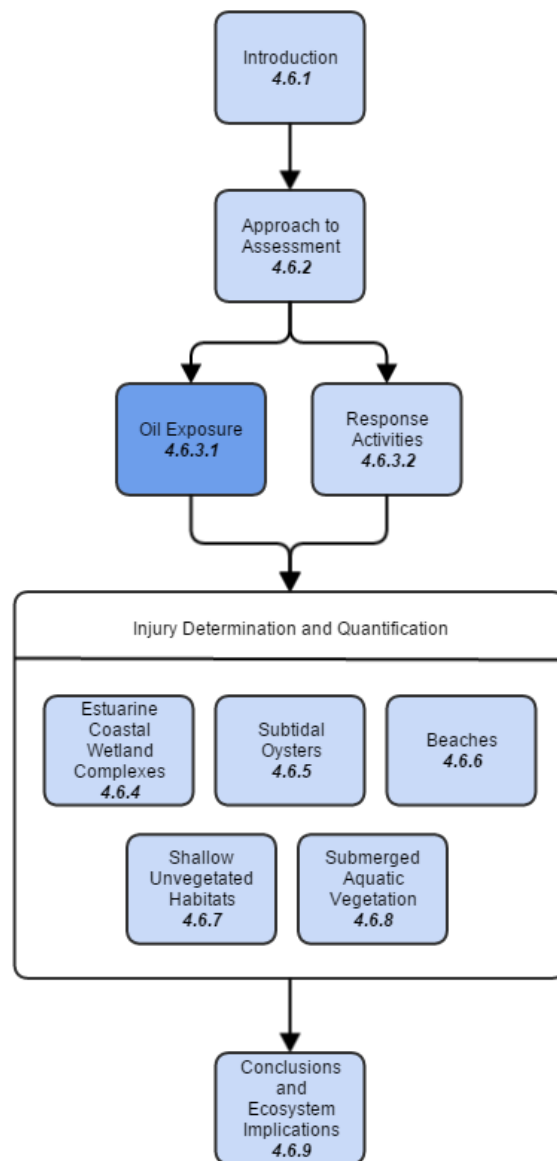 Introduction
4.6.1
Approach to
Assessment
4.6.2
Oil Exposure
4.6.3.1
Response
Activities
4.6.3.2
Injury Determination and Quantification
Estuarine
Coastal
Wetland
Complexes
4.6.4
Subtidal
Oysters
4.6.5
Beaches
4.6.6
Shallow
Unvegetated
Habitats
4.6.7
Submerged
Aquatic
Vegetation
4.6.8
Conclusions
and
Ecosystem
Implications
4.6.9